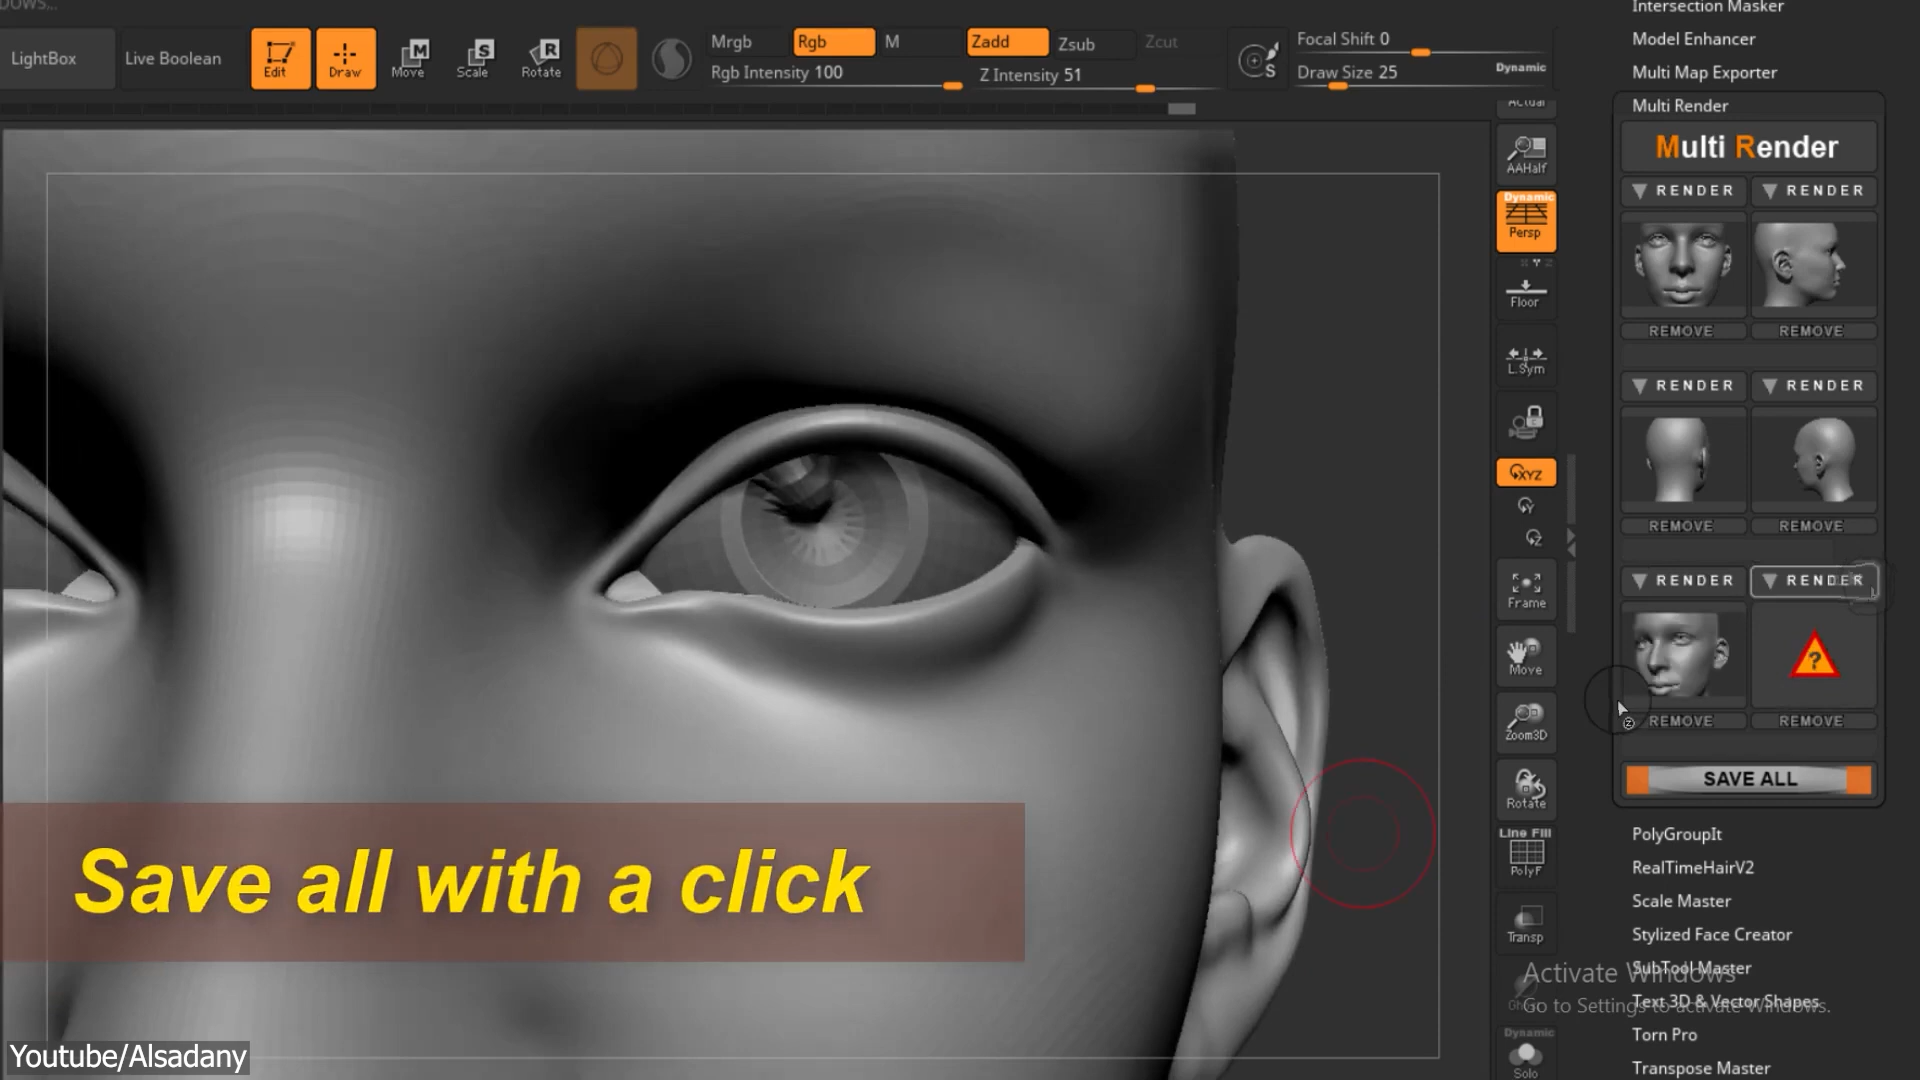 DOWS...
LightBox
Live Boolean
Edit
Draw
M
Move
S
Scale
R
Rotate
Mrgb
Rgb
M
Rgb Intensity 100
Zadd
Zsub
Zcut
Z Intensity 51
S
Focal Shift 0
Draw Size 25
Dynamic
Intersection Masker
Model Enhancer
Multi Map Exporter
Multi Render
Multi Render
RENDER
RENDER
REMOVE
REMOVE
RENDER
RENDER
REMOVE
REMOVE
RENDER
RENDER
?
REMOVE
REMOVE
SAVE ALL
PolyGroupIt
RealTimeHairV2
Scale Master
Stylized Face Creator
SubTool Master
Text 3D & Vector Shapes
Torn Pro
Transpose Master
Actual
AAHalf
Dynamic
Persp
Floor
L.Sym
XYZ
Y
Z
Frame
Move
Zoom3D
Rotate
Line Fill
PolyF
Transp
Dynamic
Solo
Activate Windows
Go to Settings to activate Windows.
Save all with a click
Youtube/Alsadany